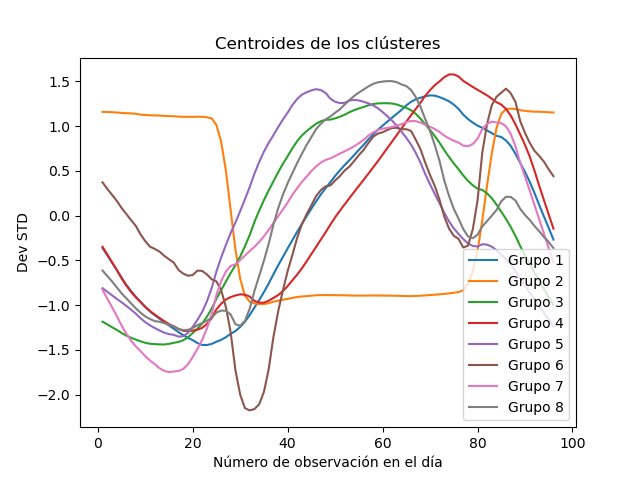 Centroides de los clústeres
Dev STD
1.5
1.0
0.5
0.0
−0.5
−1.0
−1.5
−2.0
0
20
40
60
80
100
Número de observación en el día
Grupo 1
Grupo 2
Grupo 3
Grupo 4
Grupo 5
Grupo 6
Grupo 7
Grupo 8